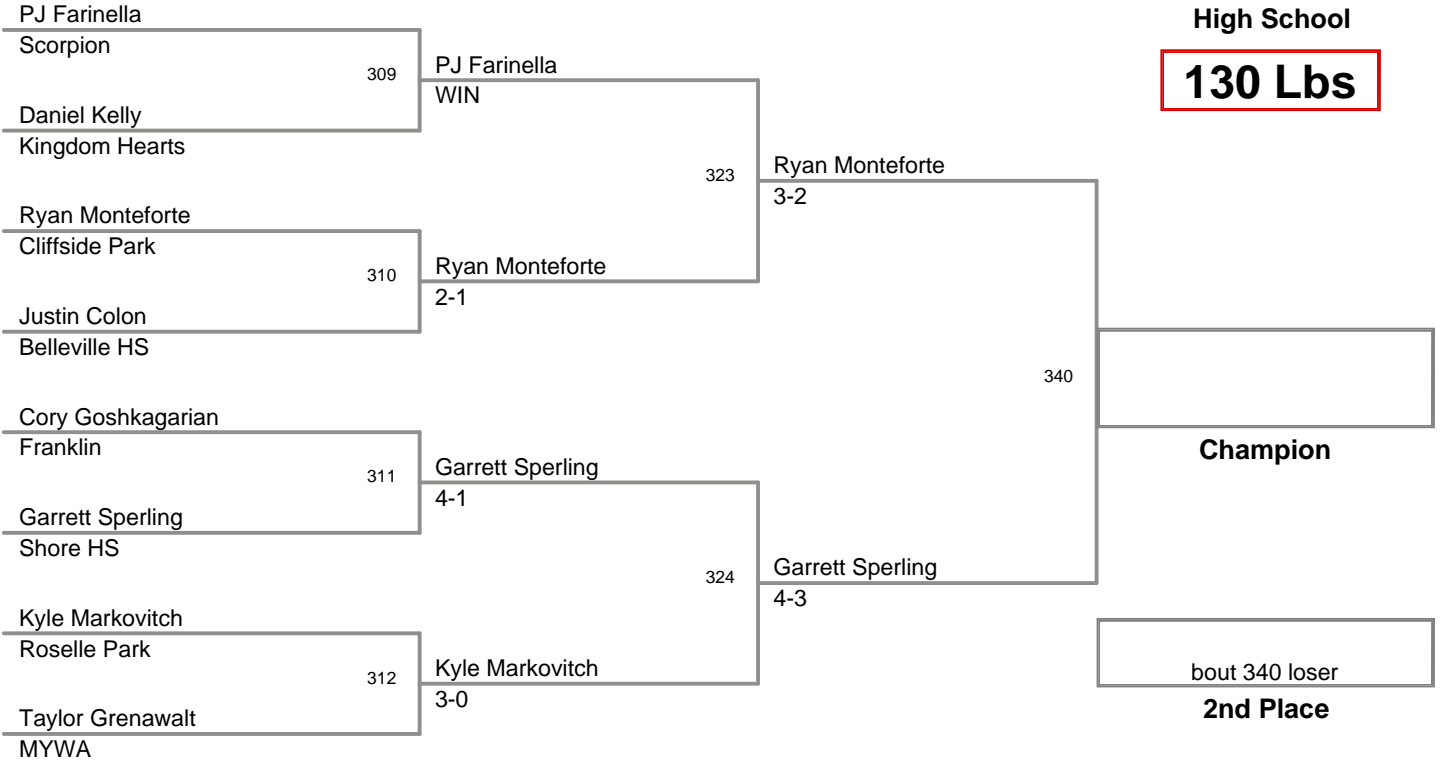 PJ Farinella
Scorpion
309
Daniel Kelly
Kingdom Hearts
PJ Farinella
WIN
Ryan Monteforte
Cliffside Park
310
Justin Colon
Belleville HS
Ryan Monteforte
2-1
323
Ryan Monteforte
3-2
Cory Goshkagarian
Franklin
311
Garrett Sperling
Shore HS
Garrett Sperling
4-1
Kyle Markovitch
Roselle Park
312
Taylor Grenawalt
MYWA
Kyle Markovitch
3-0
324
Garrett Sperling
4-3
340
High School
130 Lbs
Champion
bout 340 loser
2nd Place